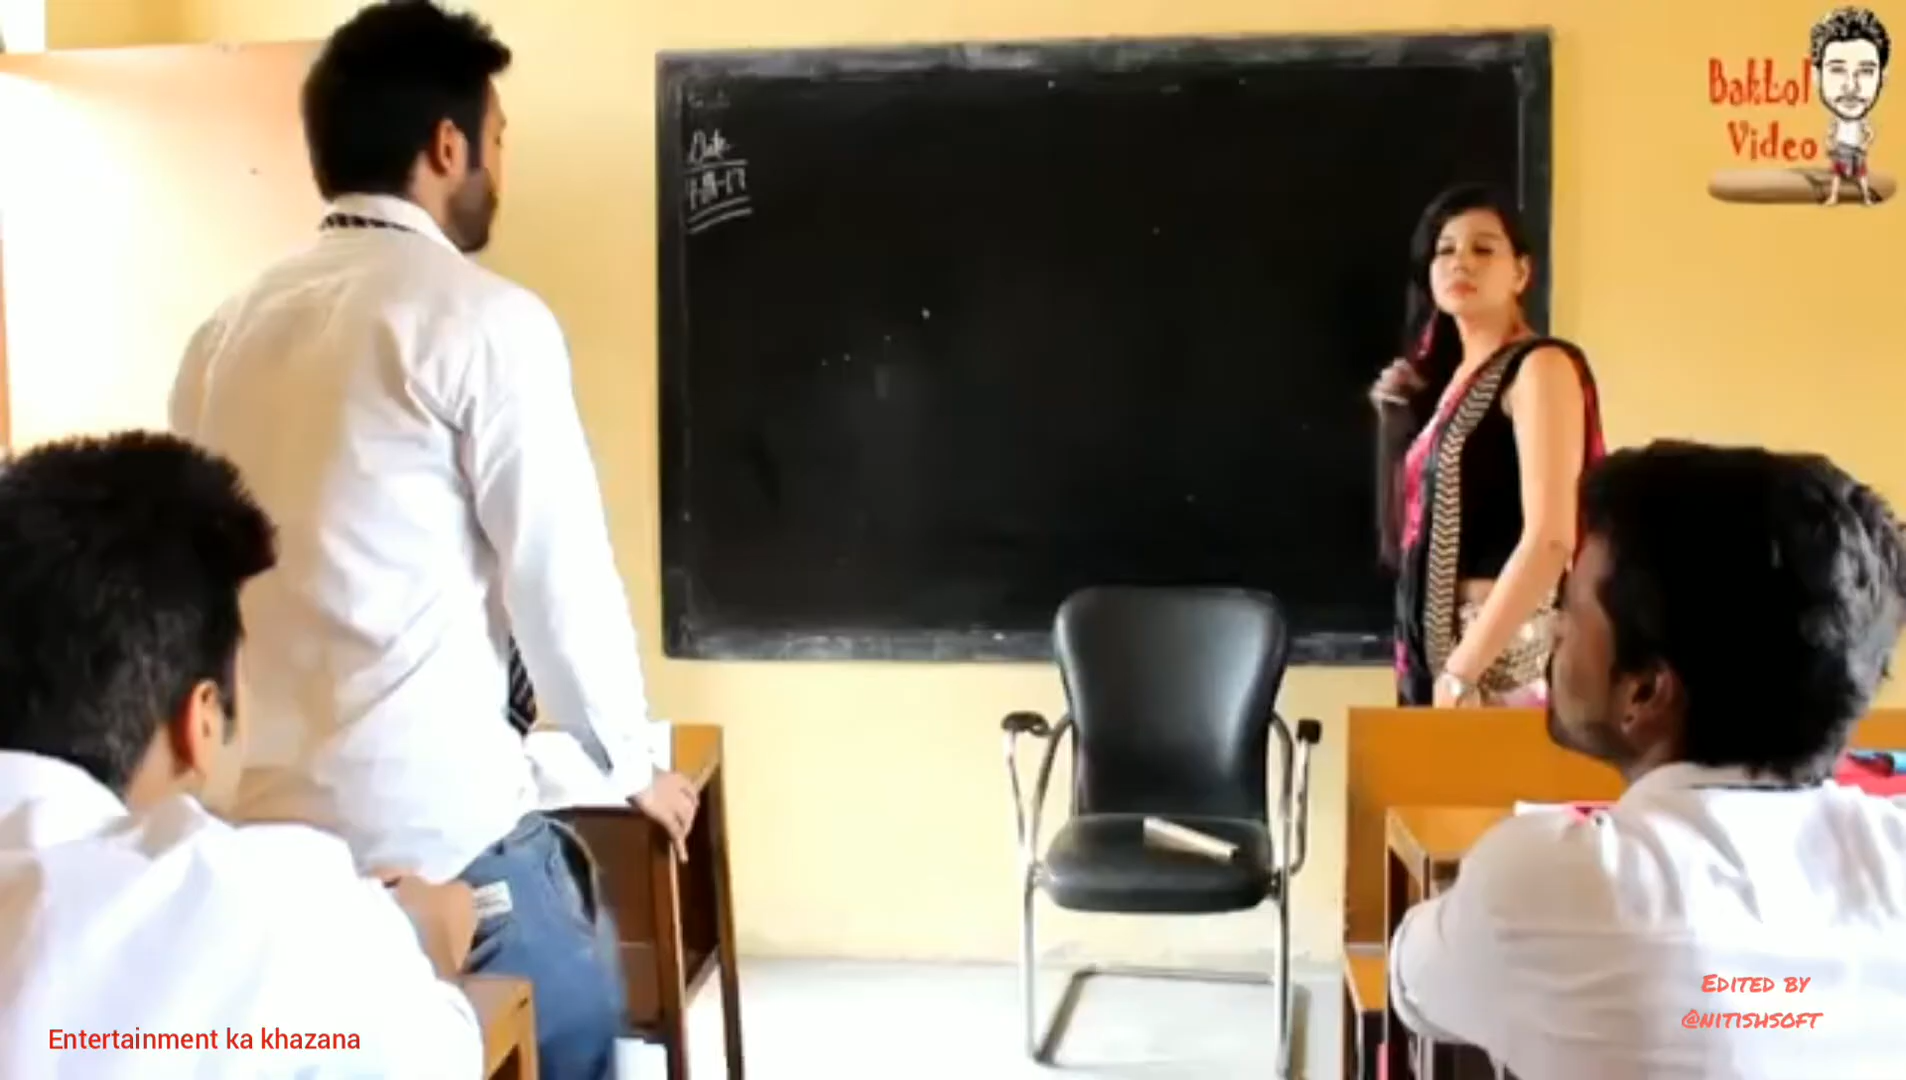 BakLol
Video
Date
Entertainment ka khazana
Edited by
@nitishsoft